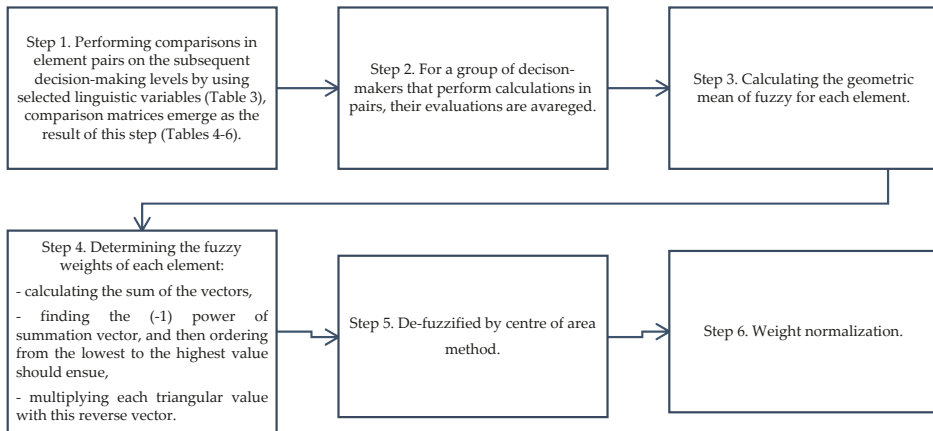 Step 1. Performing comparisons in
element pairs on the subsequent
decision-making levels by using
selected linguistic variables (Table 3),
comparison matrices emerge as the
result of this step (Tables 4-6).
Step 2. For a group of decison-
makers that perform calculations in
pairs, their evaluations are avareged.
Step 3. Calculating the geometric
mean of fuzzy for each element.
Step 4. Determining the fuzzy
weights of each element:
- calculating the sum of the vectors,
- finding the (-1) power of
summation vector, and then ordering
from the lowest to the highest value
should ensue,
- multiplying each triangular value
with this reverse vector.
Step 5. De-fuzzified by centre of area
method.
Step 6. Weight normalization.